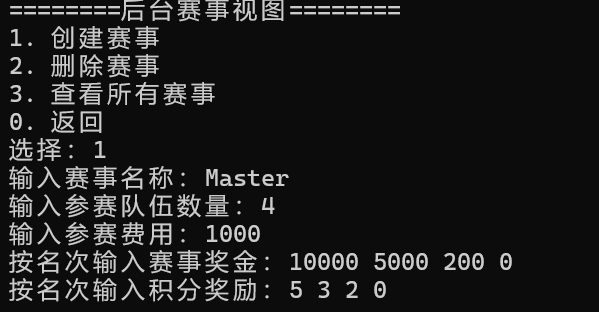 ========后台赛事视图========
1. 创建赛事
2. 删除赛事
3. 查看所有赛事
0. 返回
选择: 1
输入赛事名称: Master
输入参赛队伍数量: 4
输入参赛费用: 1000
按名次输入赛事奖金: 10000 5000 200 0
按名次输入积分奖励: 5 3 2 0